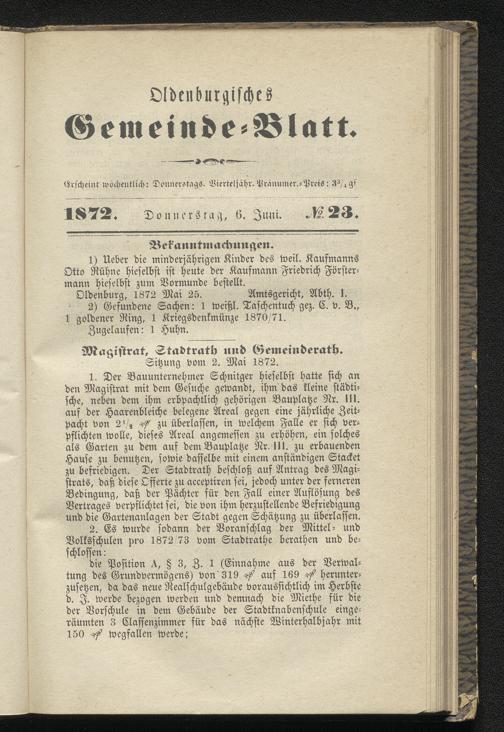 Oldenburgisches
Gemeinde-Blatt.
Erscheint wöchentlich: Donnerstags. Vierteljähr. Pränumer.-Preis: 3¾ gſ
1872. Donnerstag, 6. Juni. № 23.
Bekanntmachungen.
1) Ueber die minderjährigen Kinder des weil. Kaufmanns
Otto Rühne hieselbst ist heute der Kaufmann Friedrich Förster-
mann hieselbst zum Vormunde bestellt.
Oldenburg, 1872 Mai 25. Amtsgericht, Abth. I.
2) Gefundene Sachen: 1 weißl. Taschentuch gez. C. v. B.,
1 goldener Ring, 1 Kriegsdenkmünze 1870/71.
Zugelaufen: 1 Huhn.
Magistrat, Stadtrath und Gemeinderath.
Sitzung vom 2. Mai 1872.
1. Der Bauunternehmer Schnitger hieselbst hatte sich an
den Magistrat mit dem Gesuche gewandt, ihm das kleine städti-
sche, neben dem ihm erbpachtlich gehörigen Bauplatze Nr. III.
auf der Haarenbleiche belegene Areal gegen eine jährliche Zeit-
pacht von 2½ ₰ zu überlassen, in welchem Falle er sich ver-
pflichten wolle, dieses Areal angemessen zu erhöhen, ein solches
als Garten zu dem auf dem Bauplatze Nr. III. zu erbauenden
Hause zu benutzen, sowie dasselbe mit einem anständigen Stacket
zu befriedigen. Der Stadtrath beschloß auf Antrag des Magi-
strats, daß diese Offerte zu acceptiren sei, jedoch unter der ferneren
Bedingung, daß der Pächter für den Fall einer Auflösung des
Vertrages verpflichtet sei, die von ihm herzustellende Befriedigung
und die Gartenanlagen der Stadt gegen Schätzung zu überlassen.
2. Es wurde sodann der Voranschlag der Mittel- und
Volksschulen pro 1872/73 vom Stadtrathe berathen und be-
schlossen:
die Position A, § 3, Z. 1 (Einnahme aus der Verwal-
tung des Grundvermögens) von 319 ₰ auf 169 ₰ herunter-
zusetzen, da das neue Realschulgebäude voraussichtlich im Herbste
d. J. werde bezogen werden und demnach die Miethe für die
der Vorschule in dem Gebäude der Stadtknabenschule einge-
räumten 3 Classenzimmer für das nächste Winterhalbjahr mit
150 ₰ wegfallen werde;